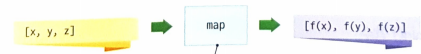 [x, y, z]
map
[f(x), f(y), f(z)]